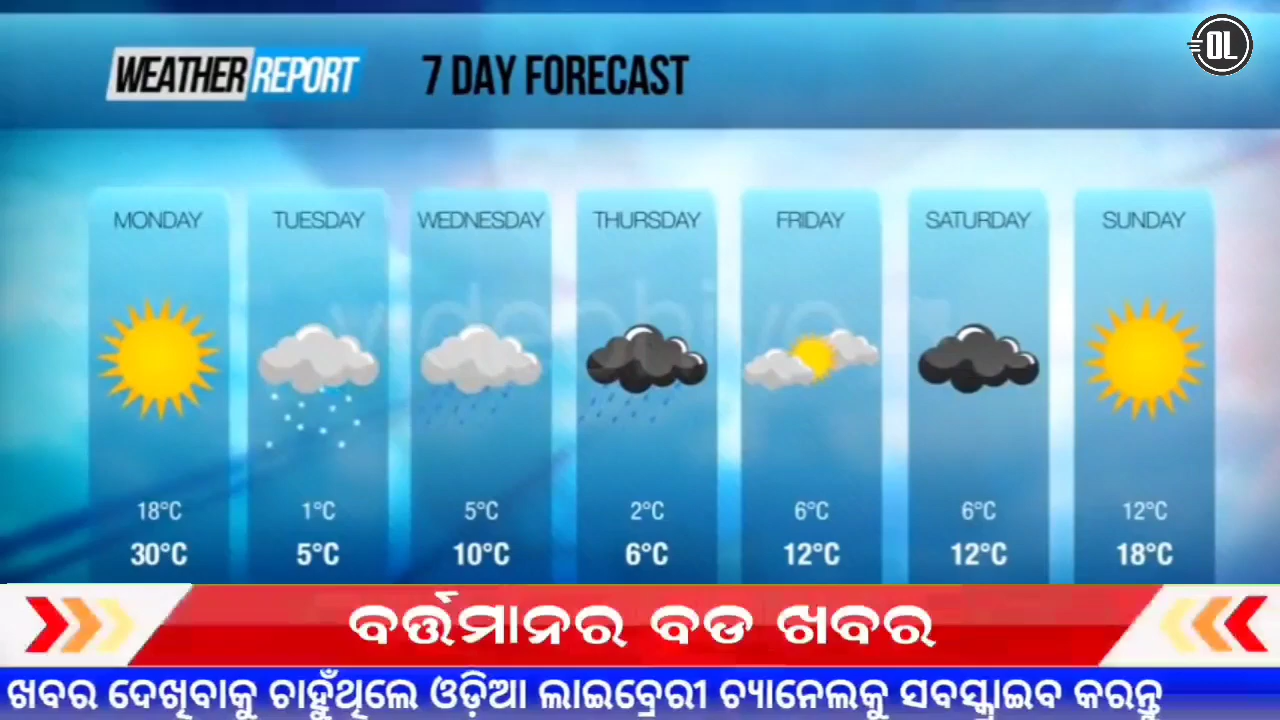 WEATHER REPORT 7 DAY FORECAST
OL
MONDAY TUESDAY WEDNESDAY THURSDAY FRIDAY SATURDAY SUNDAY
videohive
18°C 1°C 5°C 2°C 6°C 6°C 12°C
30°C 5°C 10°C 6°C 12°C 12°C 18°C
ବର୍ତ୍ତମାନର ବଡ ଖବର
ଖବର ଦେଖିବାକୁ ଚାହୁଁଥିଲେ ଓଡ଼ିଆ ଲାଇବ୍ରେରୀ ଚ୍ୟାନେଲକୁ ସବସ୍କ୍ରାଇବ କରନ୍ତୁ